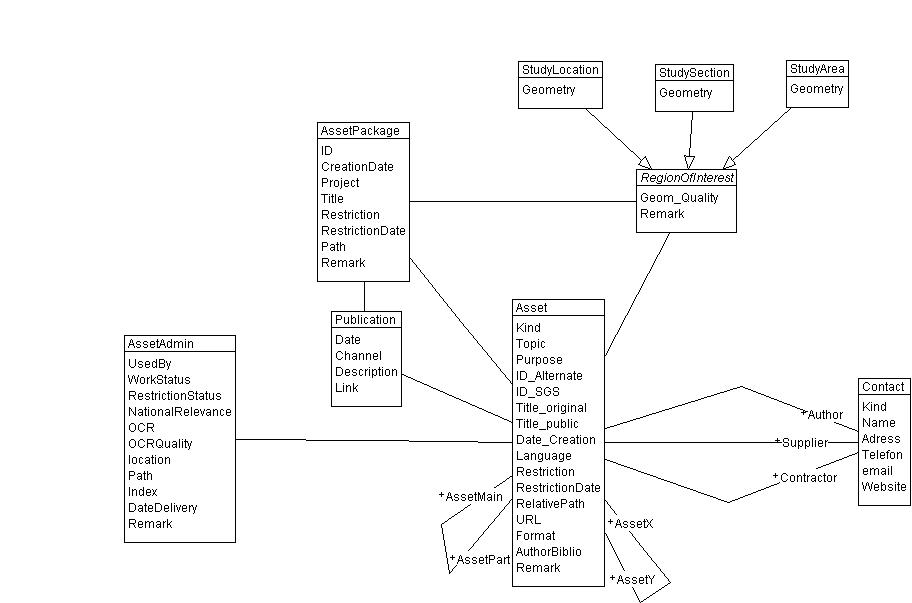 StudyLocation
Geometry
StudySection
Geometry
StudyArea
Geometry
AssetPackage
ID
CreationDate
Project
Title
Restriction
RestrictionDate
Path
Remark
RegionOfInterest
Geom_Quality
Remark
Publication
Date
Channel
Description
Link
AssetAdmin
UsedBy
WorkStatus
RestrictionStatus
NationalRelevance
OCR
OCRQuality
location
Path
Index
DateDelivery
Remark
Asset
Kind
Topic
Purpose
ID_Alternate
ID_SGS
Title_original
Title_public
Date_Creation
Language
Restriction
RestrictionDate
RelativePath
URL
Format
AuthorBiblio
Remark
+AssetMain
+AssetPart
+AssetX
+AssetY
+Author
+Supplier
+Contractor
Contact
Kind
Name
Adress
Telefon
email
Website